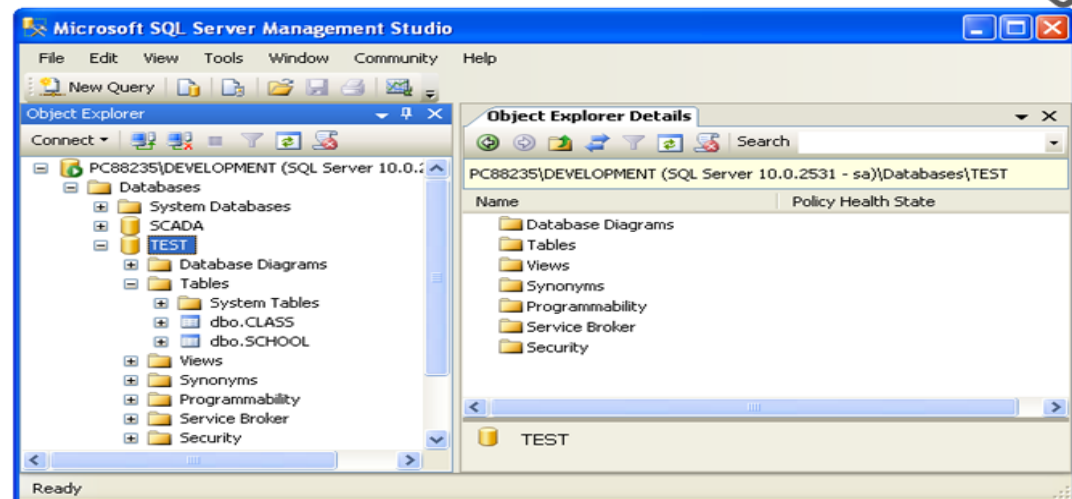 Microsoft SQL Server Management Studio
File Edit View Tools Window Community Help
New Query
Object Explorer
Connect
PC88235\DEVELOPMENT (SQL Server 10.0.2
Databases
System Databases
SCADA
TEST
Database Diagrams
Tables
System Tables
dbo.CLASS
dbo.SCHOOL
Views
Synonyms
Programmability
Service Broker
Security
Object Explorer Details
Search
PC88235\DEVELOPMENT (SQL Server 10.0.2531 - sa)\Databases\TEST
Name Policy Health State
Database Diagrams
Tables
Views
Synonyms
Programmability
Service Broker
Security
TEST
Ready